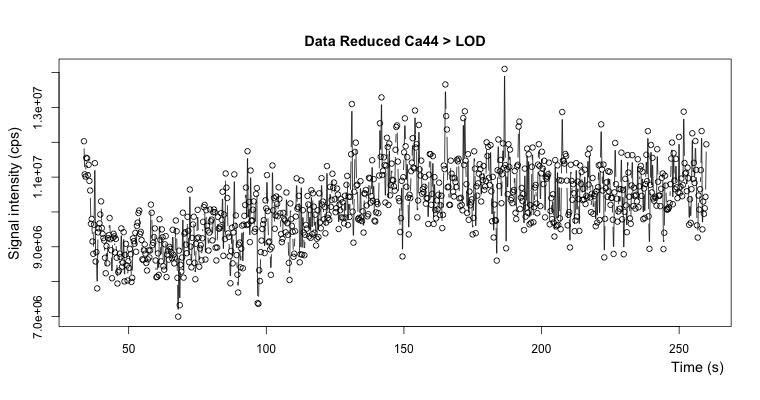 Data Reduced Ca44 > LOD
Signal intensity (cps)
1.3e+07
1.1e+07
9.0e+06
7.0e+06
50 100 150 200 250
Time (s)